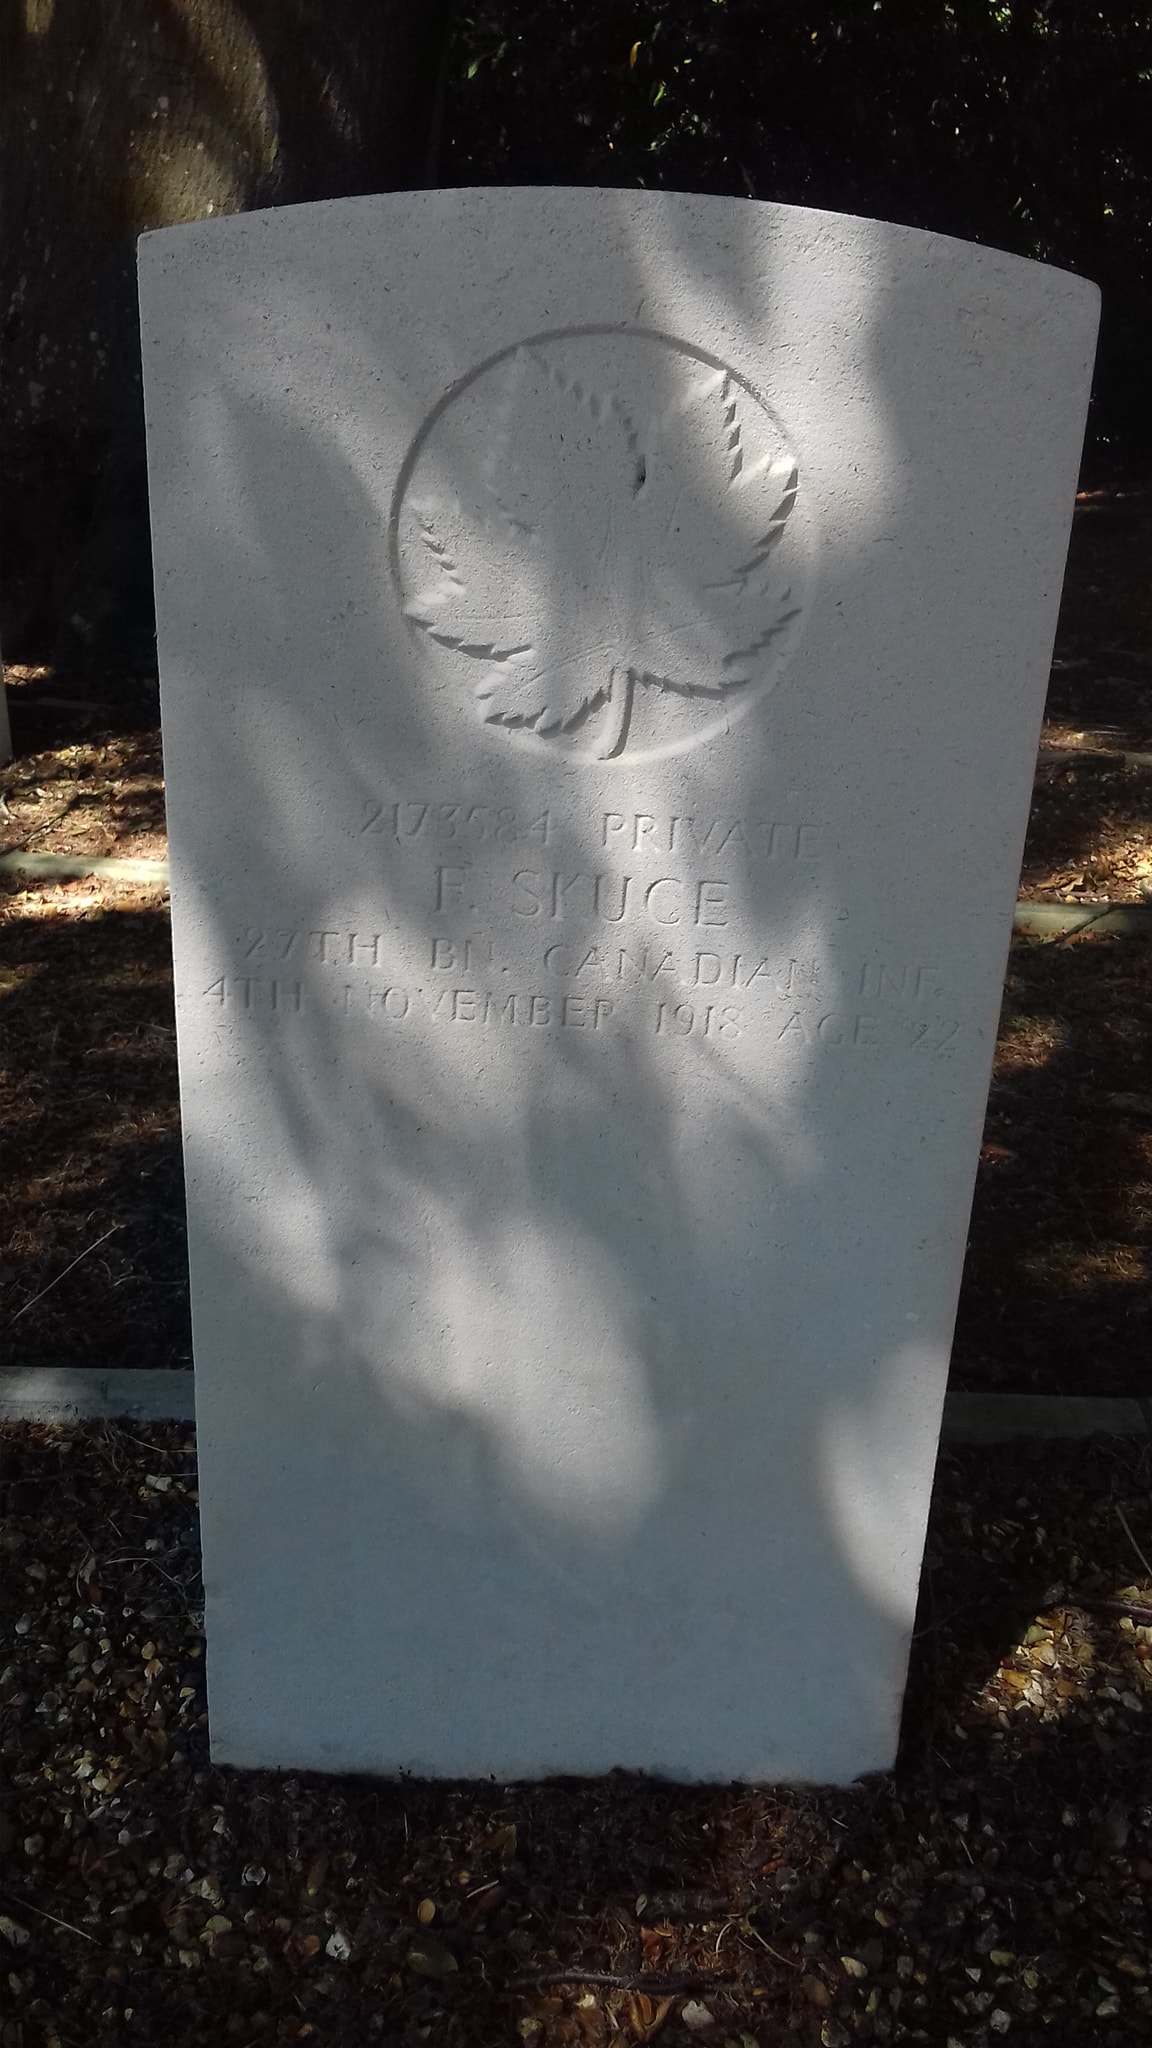 2173584 PRIVATE
F. SKUCE
27TH BN. CANADIAN INF.
4TH NOVEMBER 1918 AGE 22